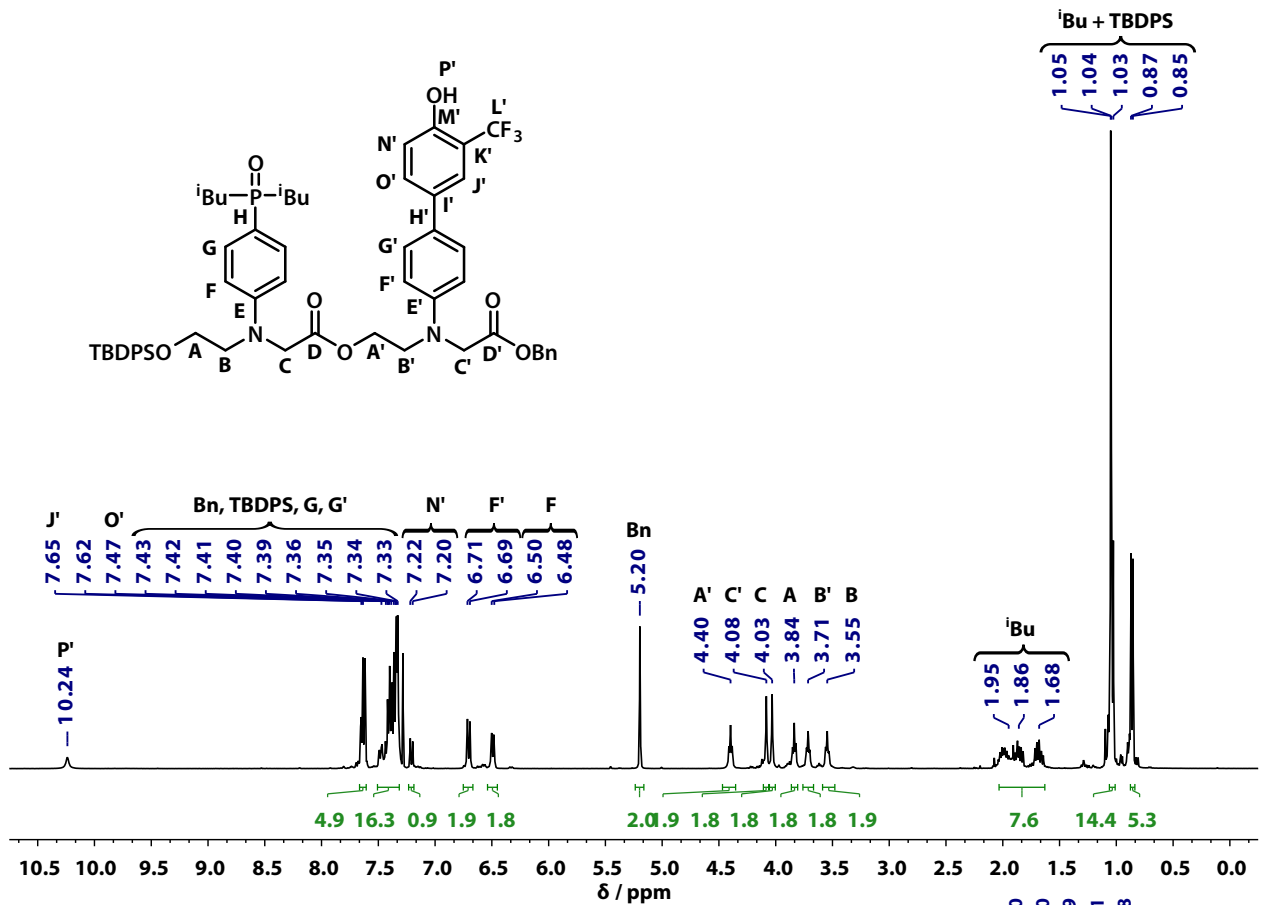 iBu + TBDPS
1.05 1.04 1.03 0.87 0.85
P'
OH
M' L'
N' CF3
K'
O' J'
I'
H'
G'
F'
E'
O
iBu P iBu
H
G
F
E O O
TBDPSO N D O N D' OBn
A B C A' B' C'
J' O' Bn, TBDPS, G, G' N' F' F
7.65 7.62 7.47 7.43 7.42 7.41 7.40 7.39 7.36 7.35 7.34 7.33 7.22 7.20 6.71 6.69 6.50 6.48
Bn
5.20
A' C' C A B' B
4.40 4.08 4.03 3.84 3.71 3.55
iBu
1.95 1.86 1.68
P'
10.24
4.9 16.3 0.9 1.9 1.8 2.0 1.9 1.8 1.8 1.8 1.8 1.9 7.6 14.4 5.3
10.5 10.0 9.5 9.0 8.5 8.0 7.5 7.0 6.5 6.0 5.5 5.0 4.5 4.0 3.5 3.0 2.5 2.0 1.5 1.0 0.5 0.0
δ / ppm